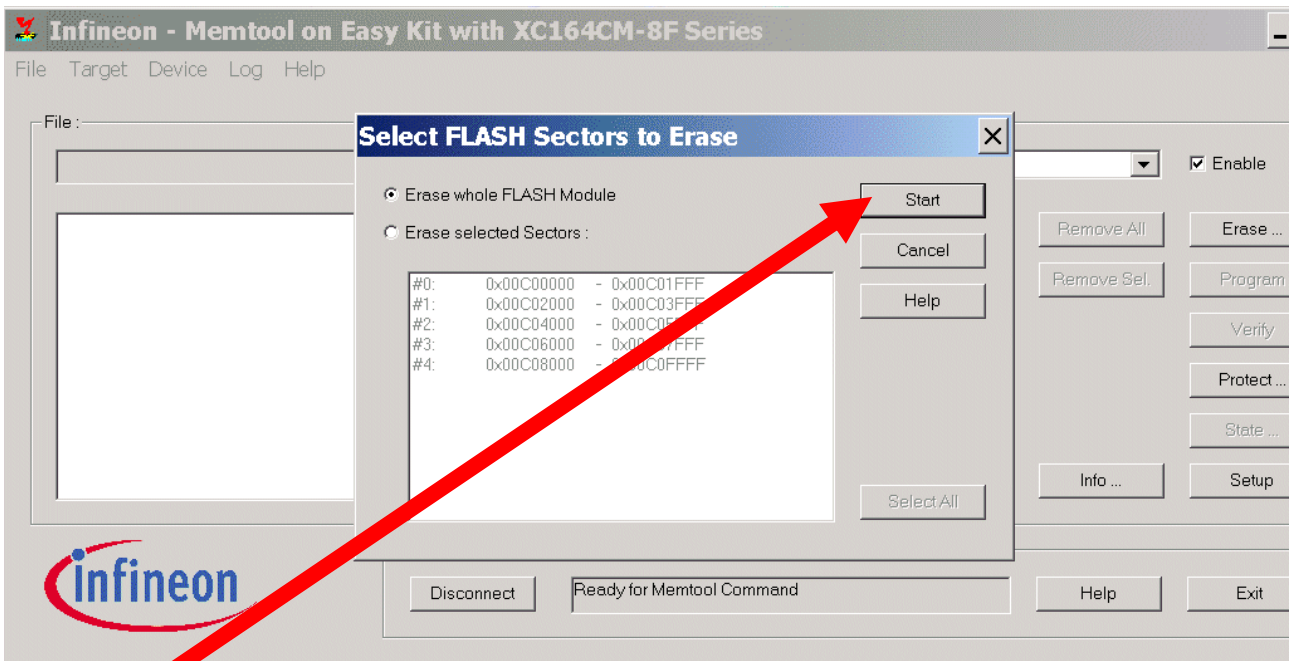 Infineon - Memtool on Easy Kit with XC164CM-8F Series
File Target Device Log Help
File :
Enable
Select FLASH Sectors to Erase
Erase whole FLASH Module
Erase selected Sectors :
#0: 0x00C00000 - 0x00C01FFF
#1: 0x00C02000 - 0x00C03FFF
#2: 0x00C04000 -
#3: 0x00C06000 -
#4: 0x00C08000 -
Start
Cancel
Help
Select All
Remove All
Erase ...
Remove Sel.
Program
Verify
Protect ...
State ...
Info ...
Setup
infineon
Disconnect
Ready for Memtool Command
Help
Exit